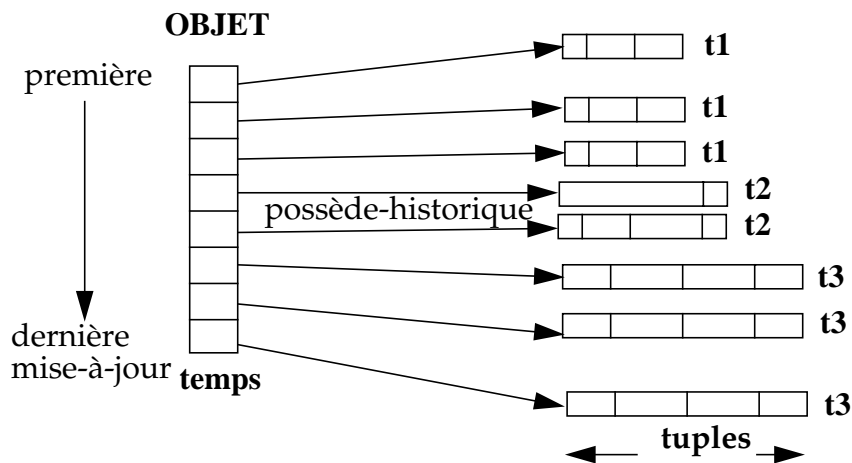 OBJET
première
t1
t1
t1
t2
possède-historique
t2
t3
dernière
mise-à-jour
t3
temps
t3
tuples